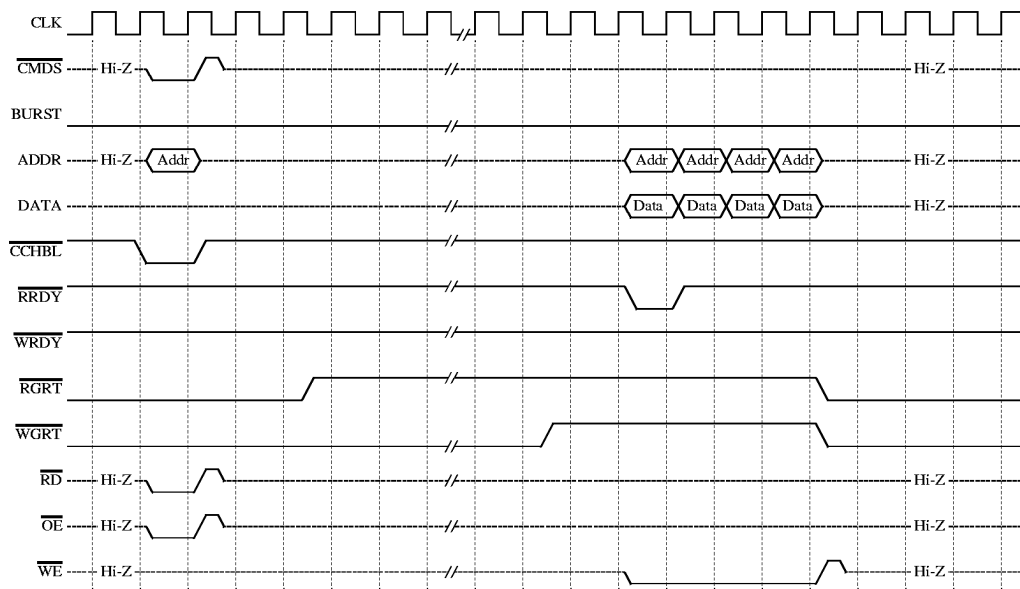 CLK
CMDS Hi-Z Hi-Z
BURST
ADDR Hi-Z Addr Addr Addr Addr Addr Hi-Z
DATA Data Data Data Data Hi-Z
CCHBL
RRDY
WRDY
RGRT
WGRT
RD Hi-Z Hi-Z
OE Hi-Z Hi-Z
WE Hi-Z Hi-Z